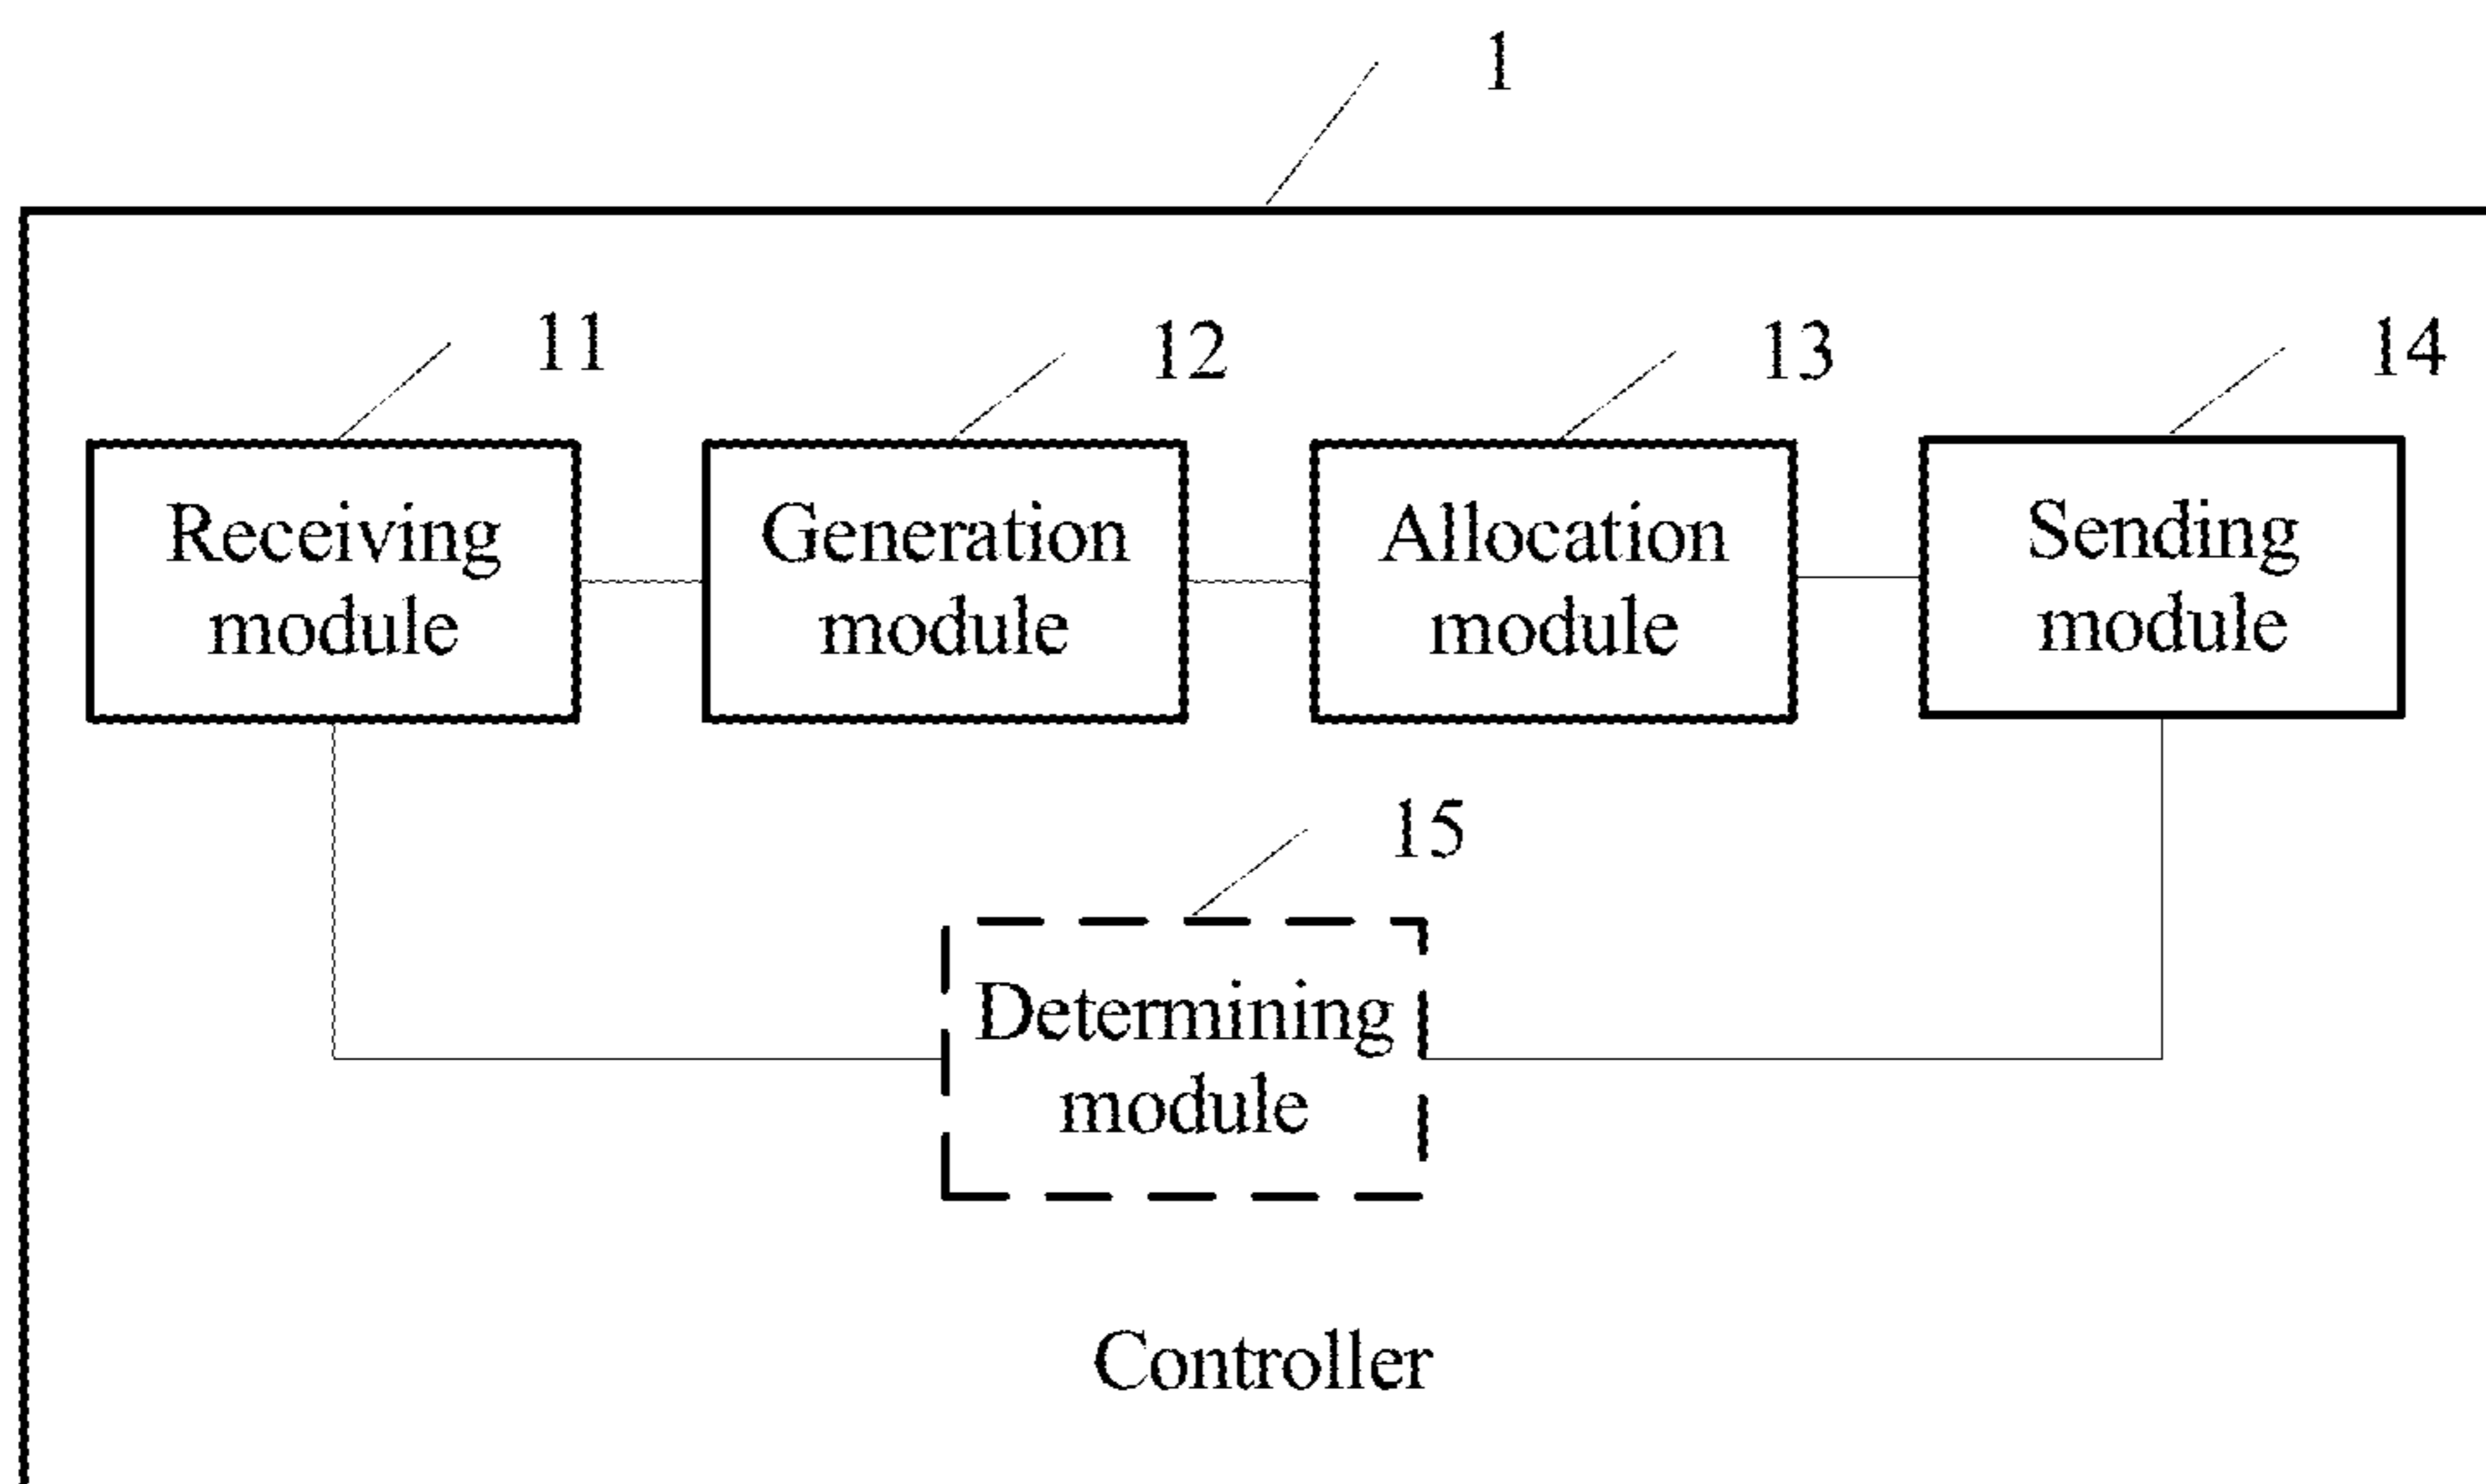 1
11
12
13
14
Receiving
module
Generation
module
Allocation
module
Sending
module
15
Determining
module
Controller